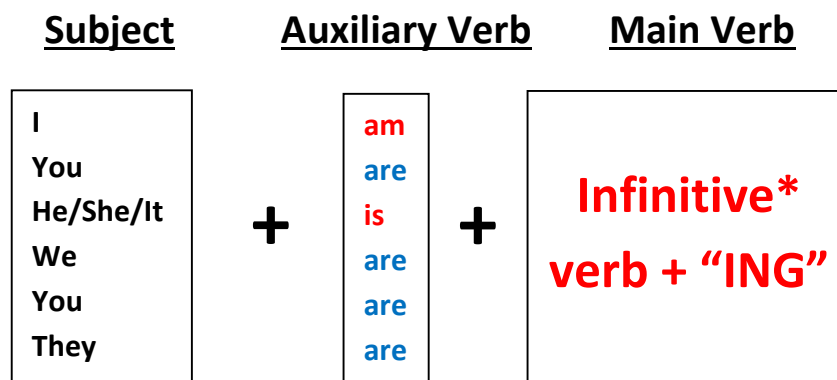 Subject Auxiliary Verb Main Verb
I
You
He/She/It
We
You
They
+
am
are
is
are
are
are
+
Infinitive*
verb + “ING”